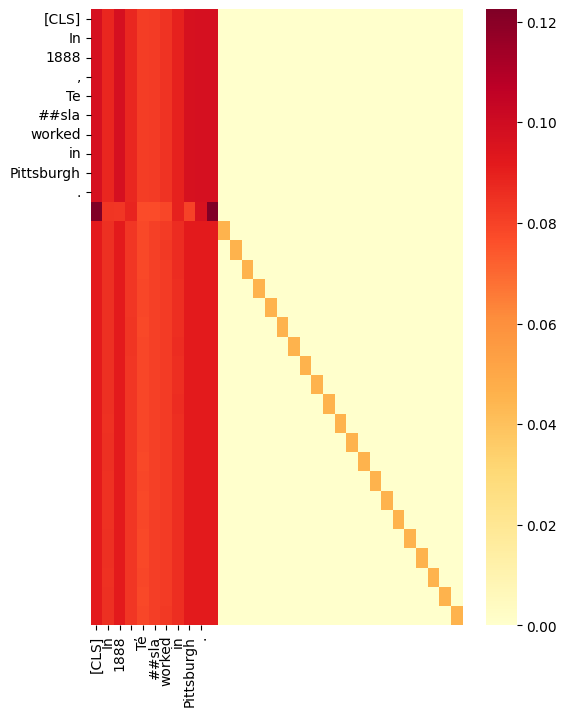 [CLS]
In
1888
,
Te
##sla
worked
in
Pittsburgh
.
0.12
0.10
0.08
0.06
0.04
0.02
0.00
[CLS]
In
1888
,
Te
##sla
worked
in
Pittsburgh
.